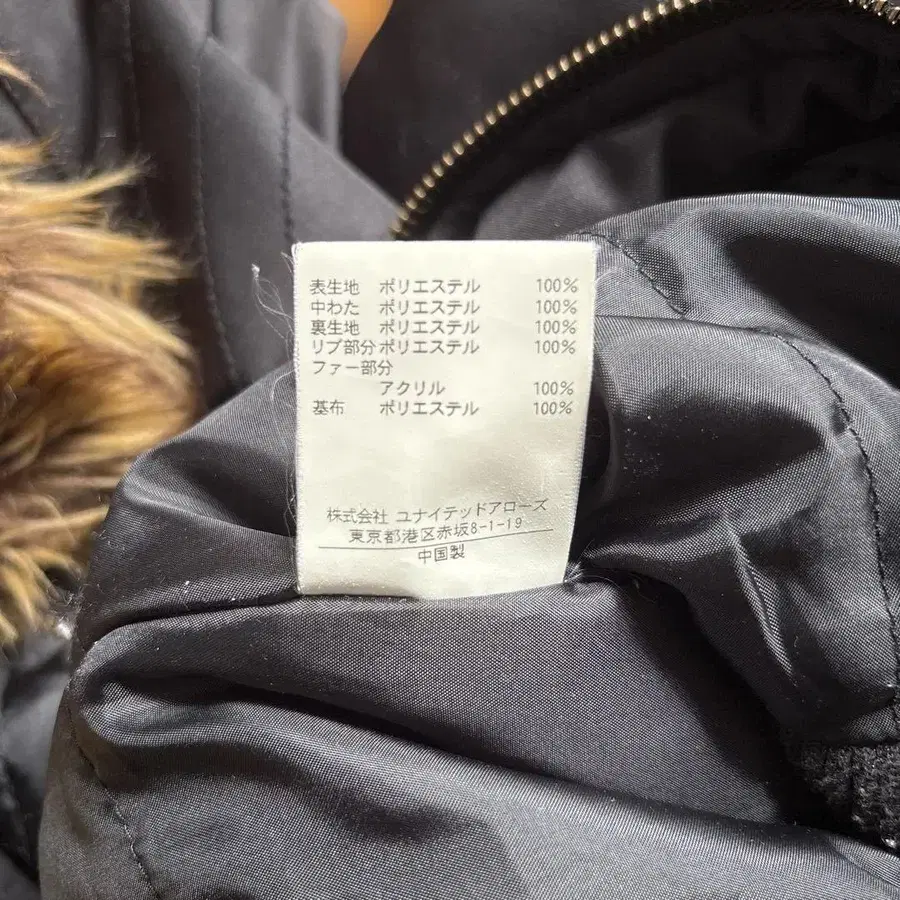 表生地 ポリエステル 100%
中わた ポリエステル 100%
裏生地 ポリエステル 100%
リブ部分ポリエステル 100%
ファー部分
アクリル 100%
基布 ポリエステル 100%
株式会社 ユナイテッドアローズ
東京都港区赤坂8-1-19
中国製